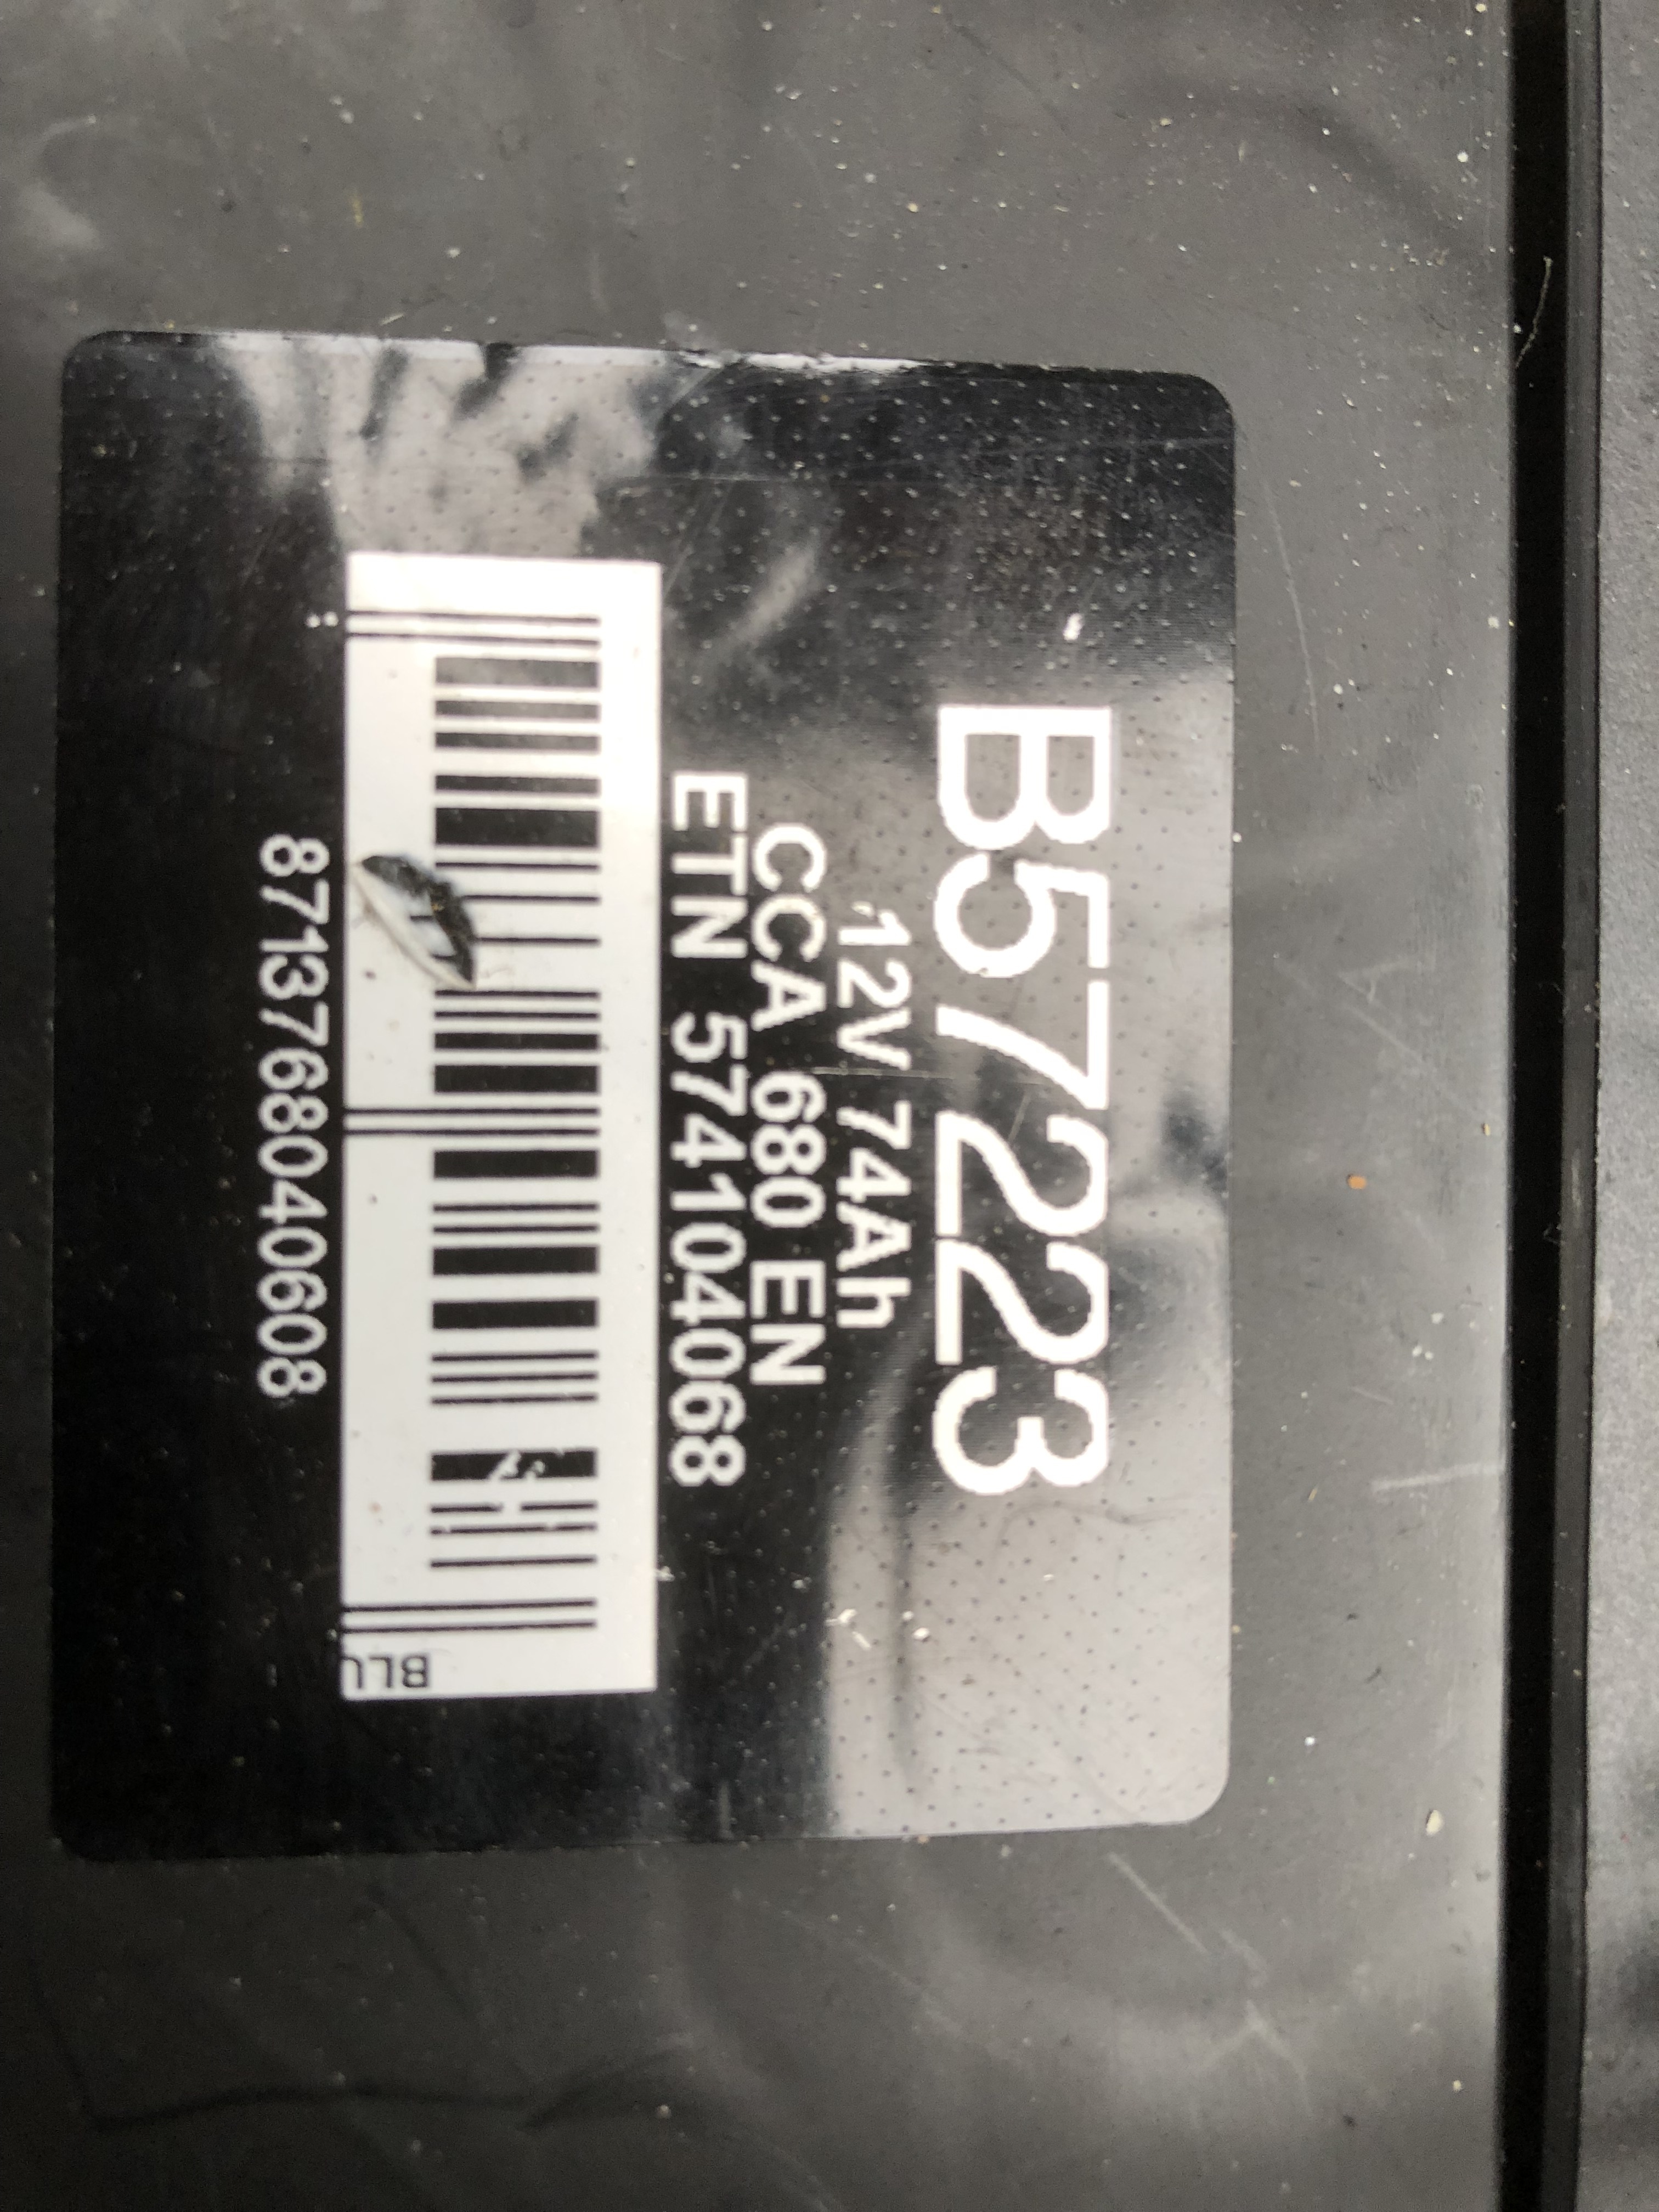 B57223
12V 74Ah
CCA 680 EN
ETN 574104068
BLU
8713768040608